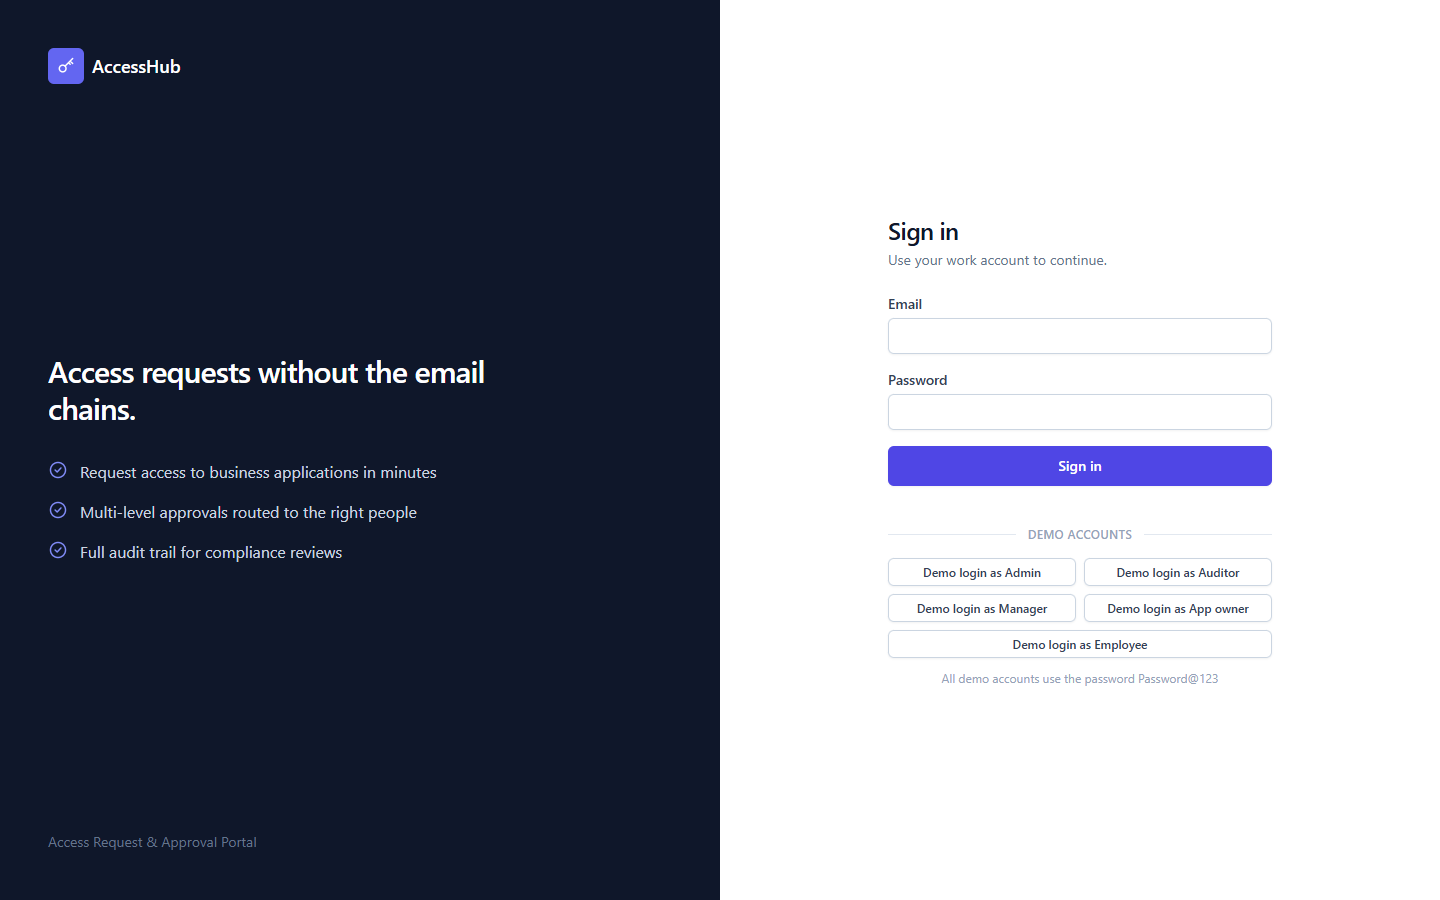 AccessHub
Access requests without the email
chains.
Request access to business applications in minutes
Multi-level approvals routed to the right people
Full audit trail for compliance reviews
Access Request & Approval Portal
Sign in
Use your work account to continue.
Email
Password
Sign in
DEMO ACCOUNTS
Demo login as Admin
Demo login as Auditor
Demo login as Manager
Demo login as App owner
Demo login as Employee
All demo accounts use the password Password@123